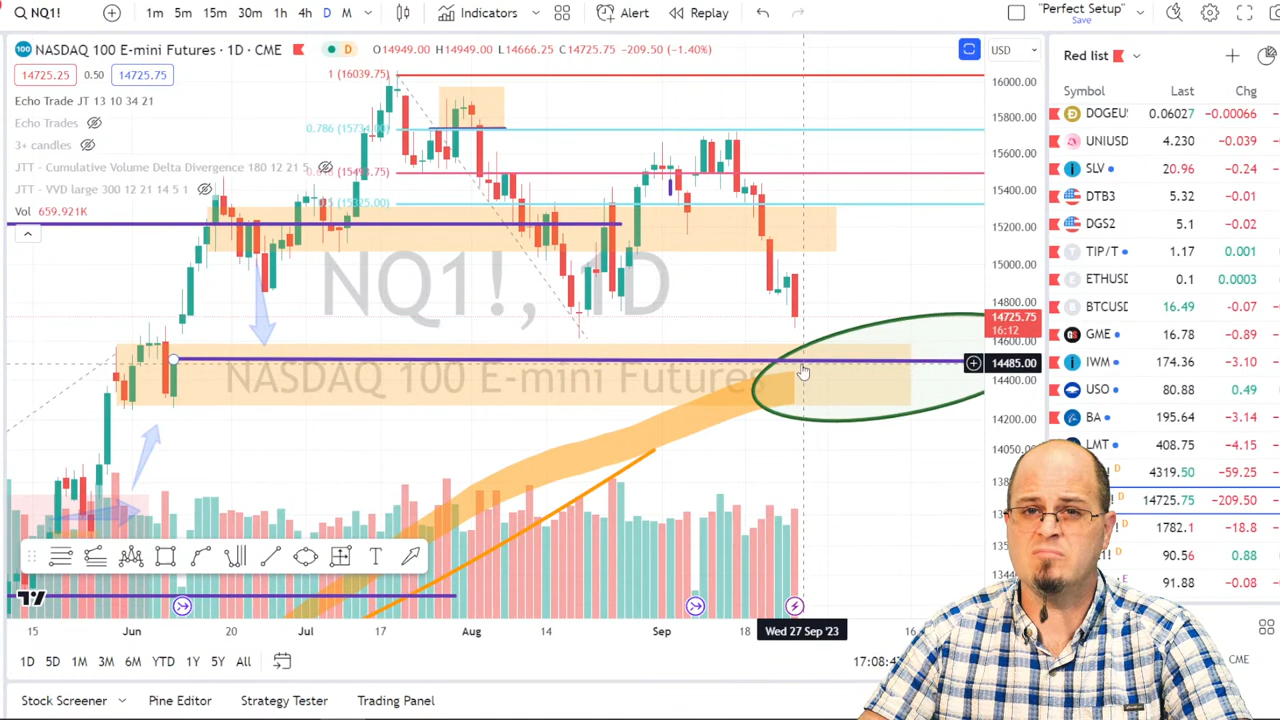 NQ1! 1m 5m 15m 30m 1h 4h D M Indicators Alert Replay "Perfect Setup" Save
100 NASDAQ 100 E-mini Futures · 1D · CME D O14949.00 H14949.00 L14666.25 C14725.75 −209.50 (−1.40%) USD
14725.25 0.50 14725.75
Echo Trade JT 13 10 34 21
Echo Trades
3+ candles
JTT - Cumulative Volume Delta Divergence 180 12 21 5
JTT - VVD large 300 12 21 14 5 1
Vol 659.921K
1 (16039.75)
0.786 (15734.00)
NQ1!, 1D
NASDAQ 100 E-mini Futures
16000.00
15800.00
15600.00
15400.00
15200.00
15000.00
14800.00
14725.75
16:12
14600.00
14485.00
14400.00
14200.00
14050.00
15 Jun 20 Jul 17 Aug 14 Sep 18 Wed 27 Sep '23 16
1D 5D 1M 3M 6M YTD 1Y 5Y All
CME
Stock Screener Pine Editor Strategy Tester Trading Panel
Red list
Symbol Last Chg
DOGEU 0.06027 −0.00066
UNIUSD 4.230 −0.039
SLV 20.96 −0.24
DTB3 5.32 −0.01
DGS2 5.1 −0.02
TIP/T 1.17 0.001
ETHUSD 0.1 0.0003
BTCUSD 16.49 −0.07
GME 16.78 −0.89
IWM 174.36 −3.10
USO 80.88 0.49
BA 195.64 −3.14
LMT 408.75 −4.15
D 4319.50 −59.25
D 14725.75 −209.50
D 1782.1 −18.8
D 90.56 0.88
E 91.88 −0.08